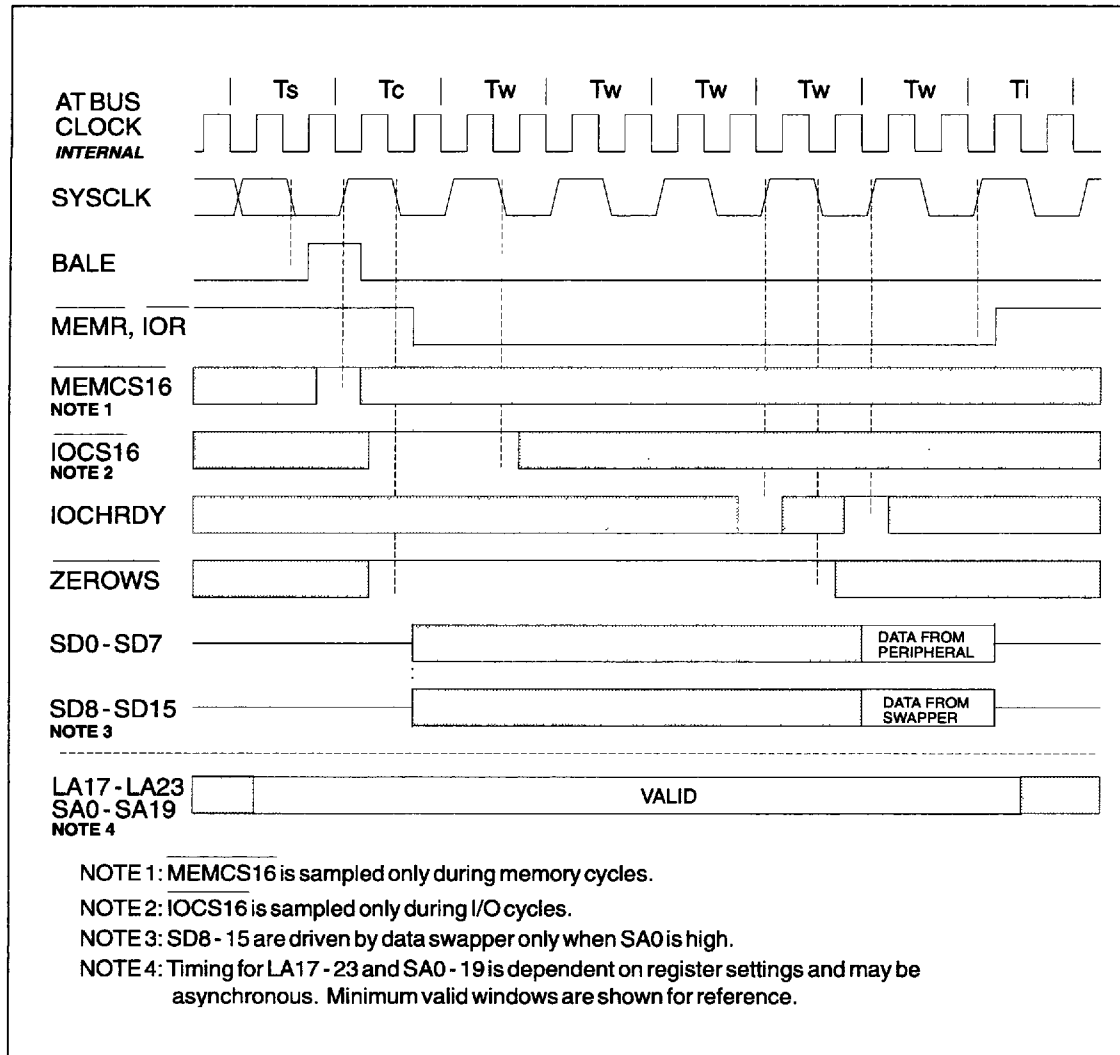 Ts | Tc | Tw | Tw | Tw | Tw | Tw | Ti
AT BUS
CLOCK
INTERNAL
SYSCLK
BALE
MEMR, IOR
MEMCS16
NOTE 1
IOCS16
NOTE 2
IOCHRDY
ZEROWS
SD0-SD7
DATA FROM
PERIPHERAL
SD8-SD15
NOTE 3
DATA FROM
SWAPPER
LA17-LA23
SA0-SA19
NOTE 4
VALID
NOTE 1: MEMCS16 is sampled only during memory cycles.
NOTE 2: IOCS16 is sampled only during I/O cycles.
NOTE 3: SD8-15 are driven by data swapper only when SA0 is high.
NOTE 4: Timing for LA17-23 and SA0-19 is dependent on register settings and may be
asynchronous. Minimum valid windows are shown for reference.